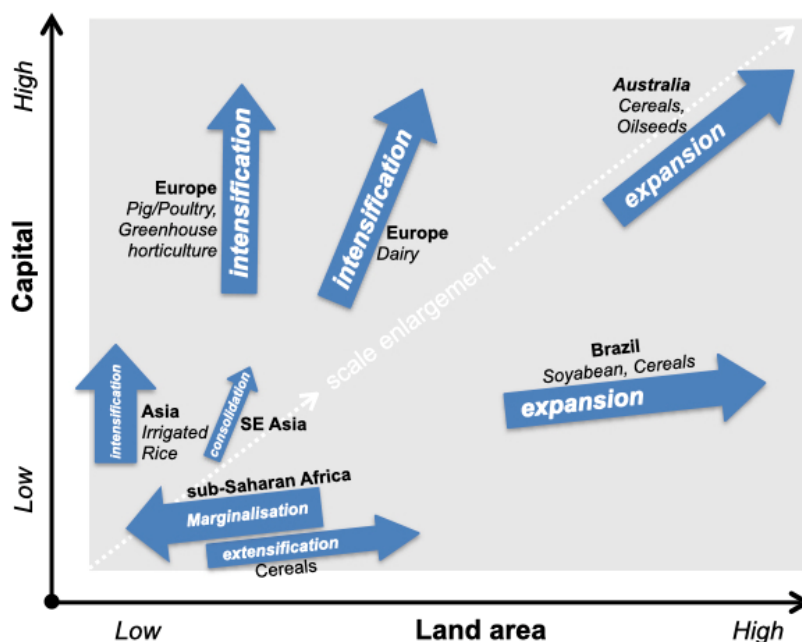 High
Capital
Low
Europe
Pig/Poultry,
Greenhouse
horticulture
intensification
intensification
Europe
Dairy
Australia
Cereals,
Oilseeds
expansion
scale enlargement
Brazil
Soyabean, Cereals
expansion
intensification
Asia
Irrigated
Rice
consolidation
SE Asia
sub-Saharan Africa
Marginalisation
extensification
Cereals
Low
Land area
High